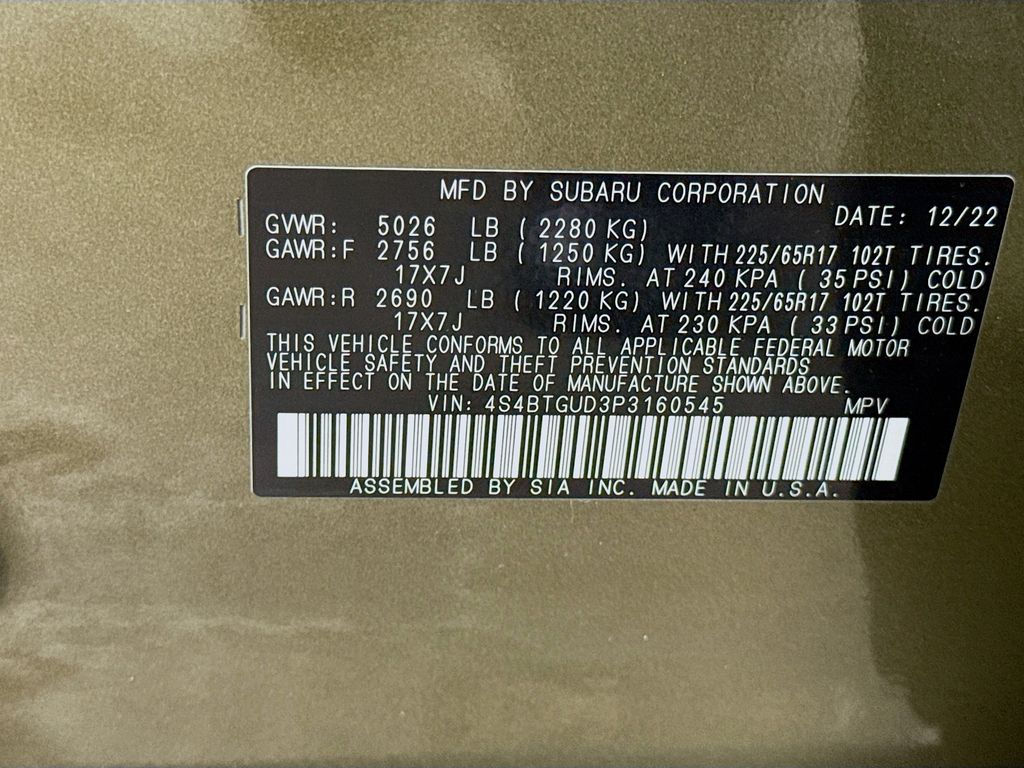 MFD BY SUBARU CORPORATION
DATE: 12/22
GVWR: 5026 LB ( 2280 KG)
GAWR:F 2756 LB ( 1250 KG) WITH 225/65R17 102T TIRES.
17X7J RIMS. AT 240 KPA ( 35 PSI) COLD
GAWR:R 2690 LB ( 1220 KG) WITH 225/65R17 102T TIRES.
17X7J RIMS. AT 230 KPA ( 33 PSI) COLD
THIS VEHICLE CONFORMS TO ALL APPLICABLE FEDERAL MOTOR
VEHICLE SAFETY AND THEFT PREVENTION STANDARDS
IN EFFECT ON THE DATE OF MANUFACTURE SHOWN ABOVE.
VIN: 4S4BTGUD3P3160545 MPV
ASSEMBLED BY SIA INC. MADE IN U.S.A.